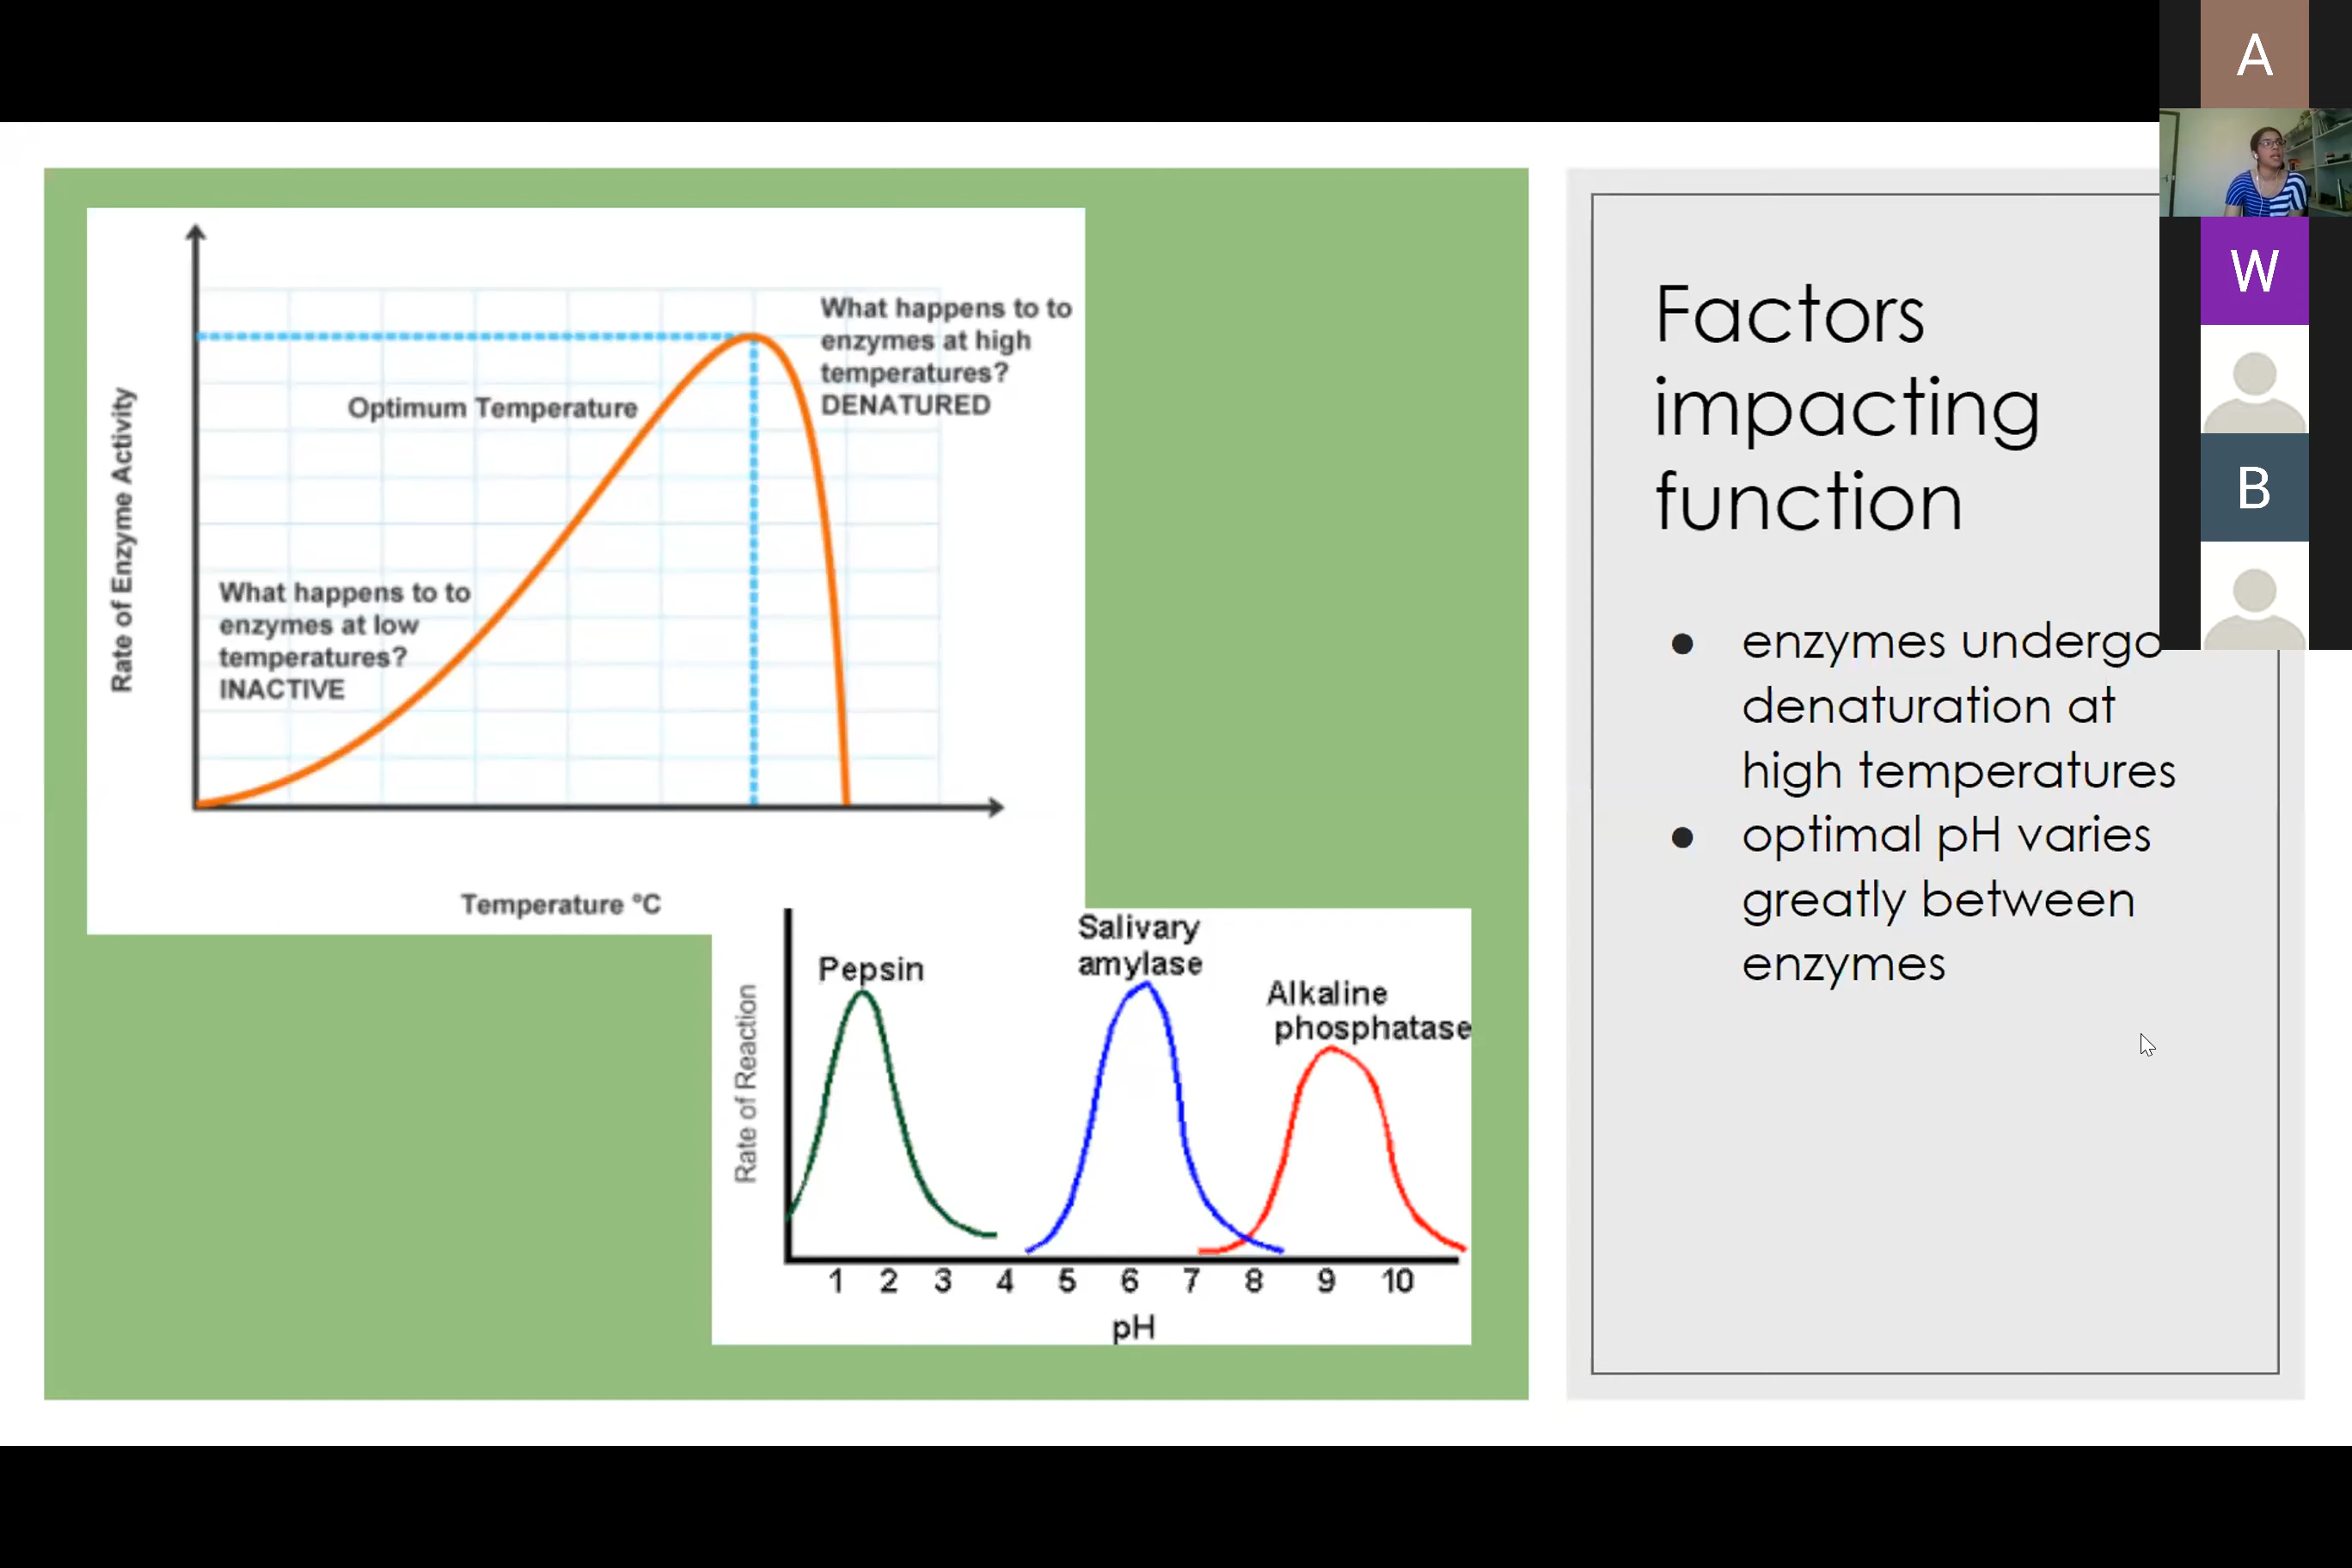 A
W
B
Rate of Enzyme Activity
What happens to to
enzymes at high
temperatures?
DENATURED
Optimum Temperature
What happens to to
enzymes at low
temperatures?
INACTIVE
Temperature °C
Rate of Reaction
Pepsin
Salivary
amylase
Alkaline
phosphatase
1 2 3 4 5 6 7 8 9 10
pH
Factors
impacting
function
● enzymes undergo
denaturation at
high temperatures
● optimal pH varies
greatly between
enzymes